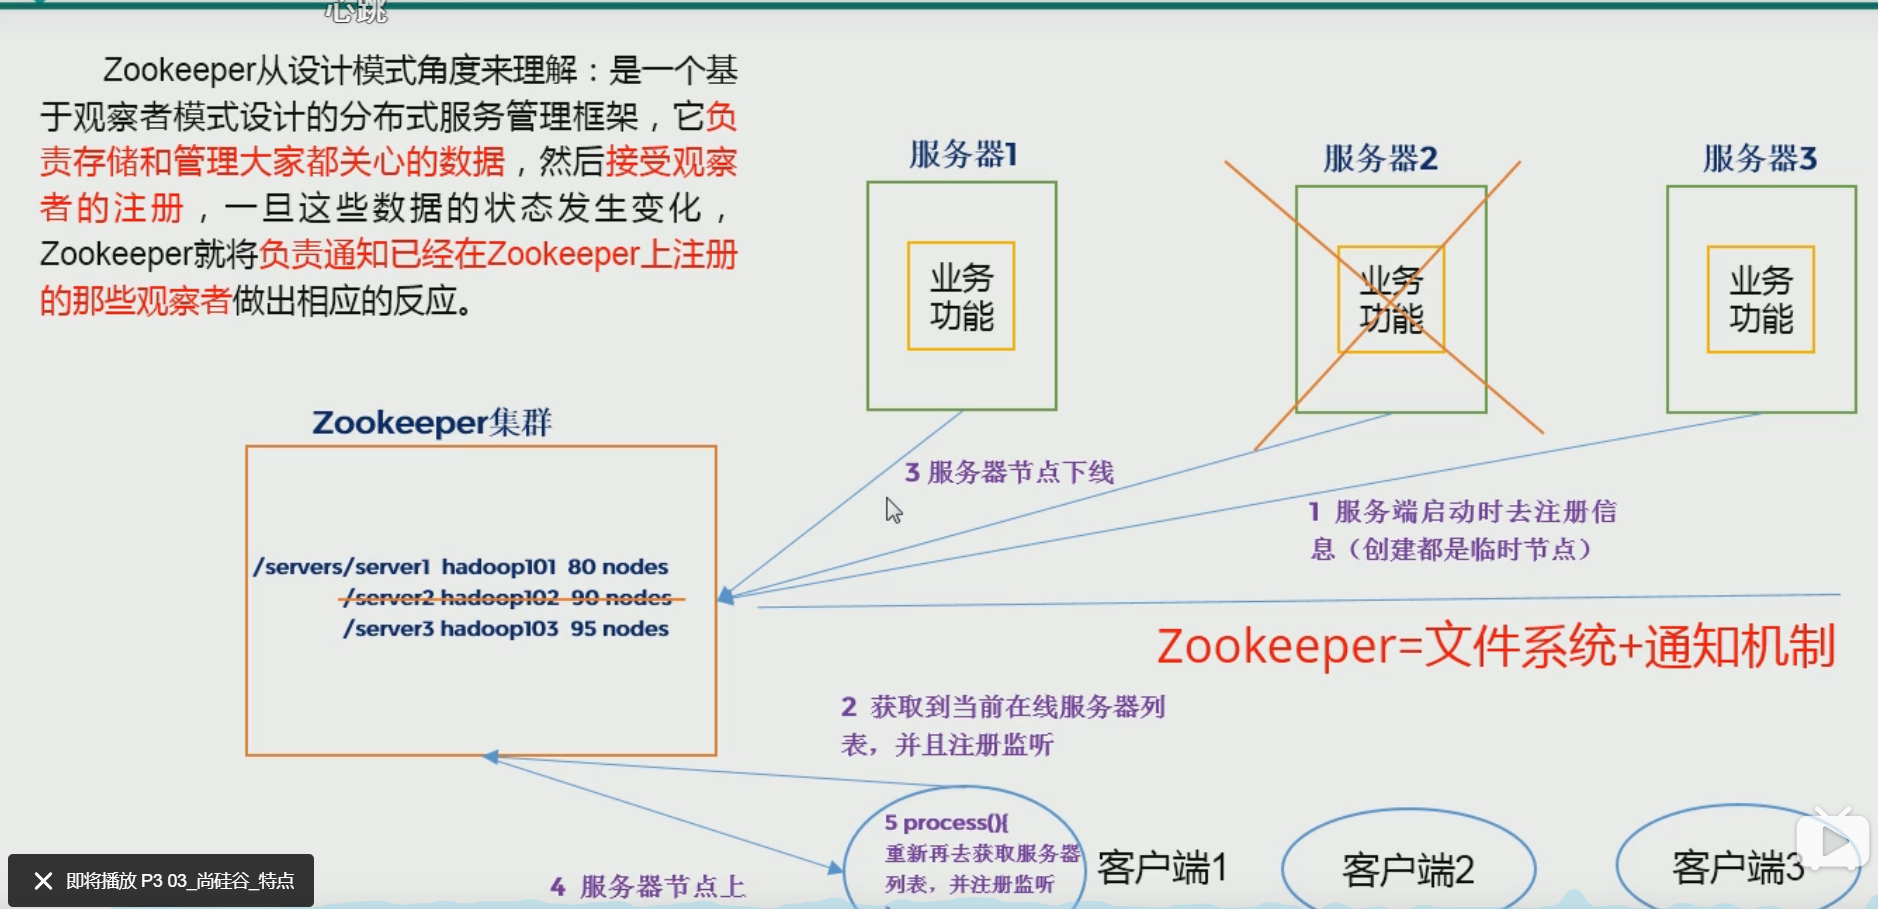 心跳
Zookeeper从设计模式角度来理解：是一个基
于观察者模式设计的分布式服务管理框架，它负
责存储和管理大家都关心的数据，然后接受观察
者的注册，一旦这些数据的状态发生变化，
Zookeeper就将负责通知已经在Zookeeper上注册
的那些观察者做出相应的反应。
服务器1
服务器2
服务器3
业务
功能
业务
功能
业务
功能
Zookeeper集群
/servers/server1 hadoop101 80 nodes
/server2 hadoop102 90 nodes
/server3 hadoop103 95 nodes
3 服务器节点下线
1 服务端启动时去注册信
息（创建都是临时节点）
Zookeeper=文件系统+通知机制
2 获取到当前在线服务器列
表，并且注册监听
5 process(){
重新再去获取服务器
列表，并注册监听
客户端1
客户端2
客户端3
4 服务器节点上
即将播放 P3 03_尚硅谷_特点